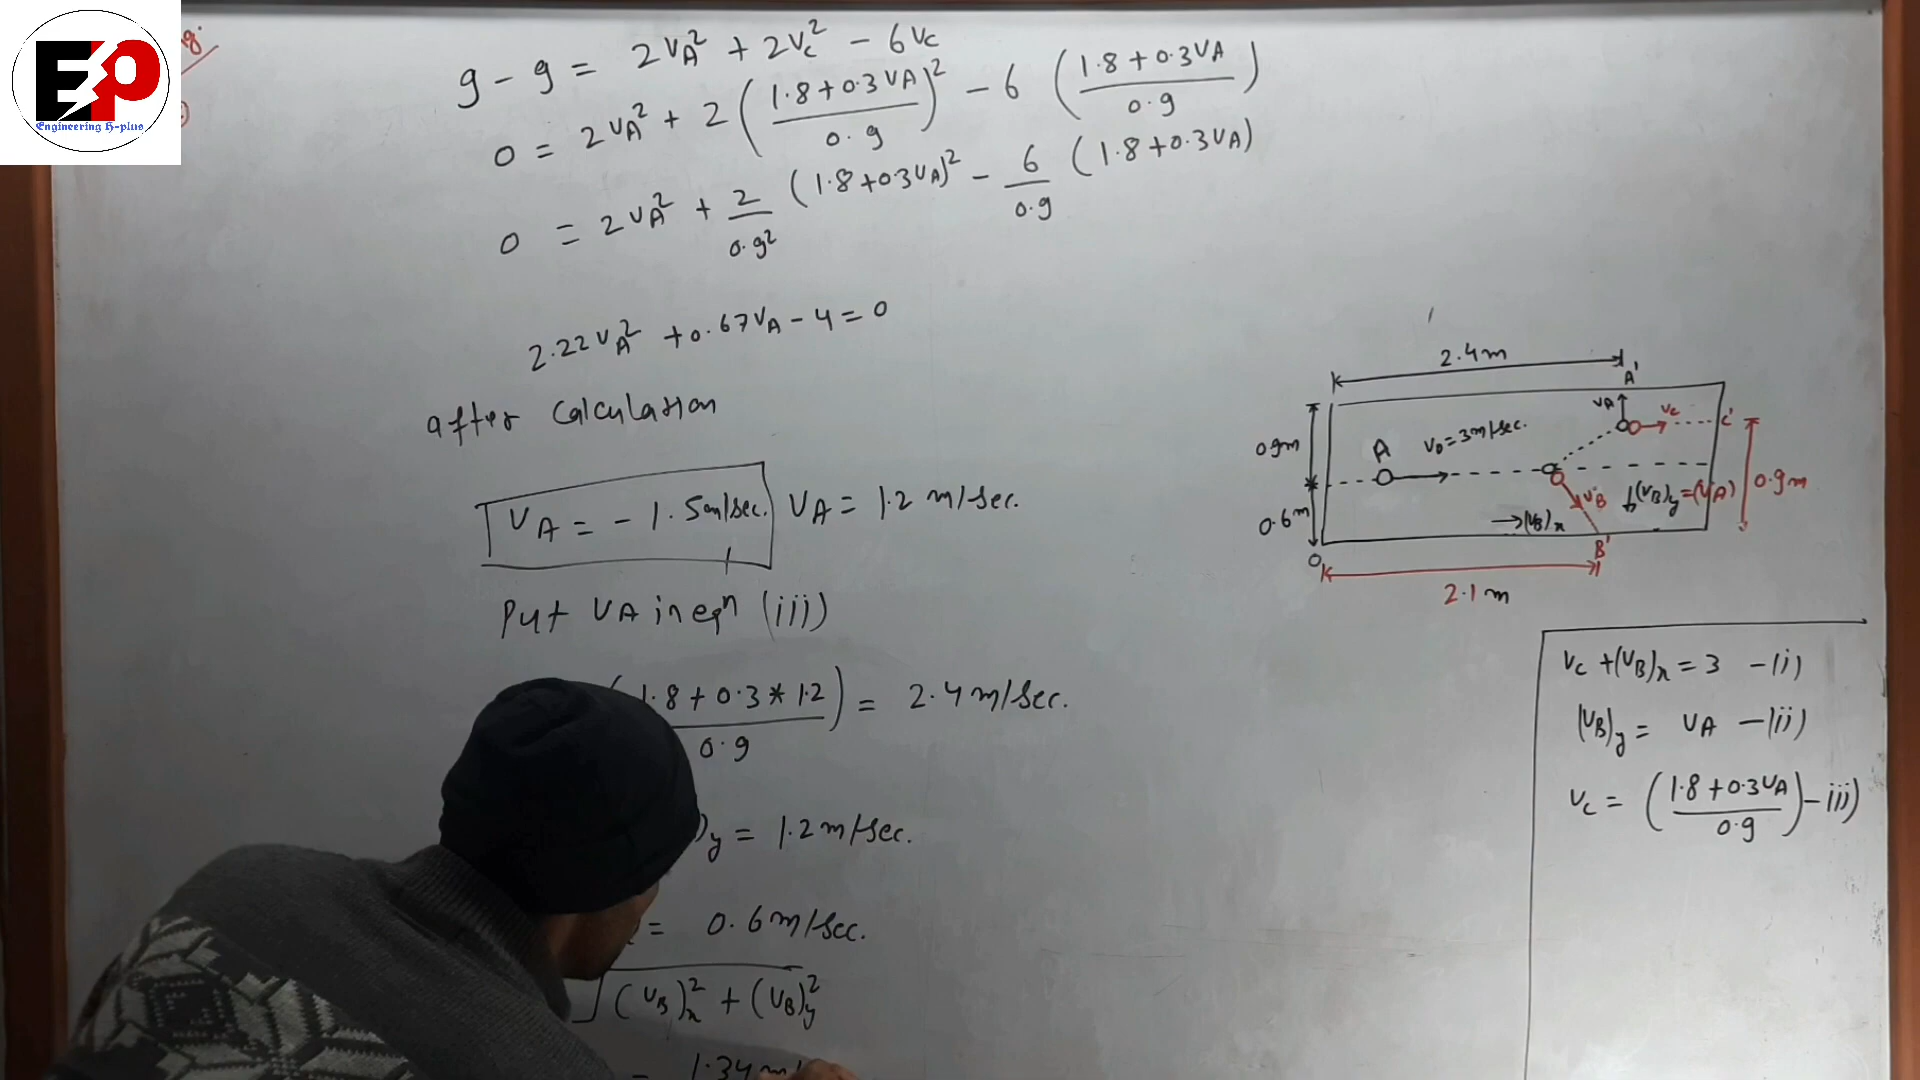 EP
Engineering H-plus
9 - 9 = 2VA² + 2Vc² - 6Vc
0 = 2VA² + 2 (1.8+0.3VA / 0.9)² - 6 (1.8+0.3VA / 0.9)
0 = 2VA² + 2/0.9² (1.8+0.3VA)² - 6/0.9 (1.8+0.3VA)
2.22VA² + 0.67VA - 4 = 0
after Calculation
VA = - 1.5m/sec. VA = 1.2 m/sec.
Put VA in eqn (iii)
1.8 + 0.3 * 1.2 / 0.9) = 2.4 m/sec.
)y = 1.2 m/sec.
= 0.6 m/sec.
√(VB)x² + (VB)y²
= 1.34 m/
2.4m
A'
VA
Vc
C'
0.9m
A
V0 = 3m/sec.
0.9m
0.6m
VB
(VB)y = (VA)
→(VB)x
O
B'
2.1 m
Vc + (VB)x = 3 - (i)
(VB)y = VA - (ii)
Vc = (1.8+0.3VA / 0.9) - iii)